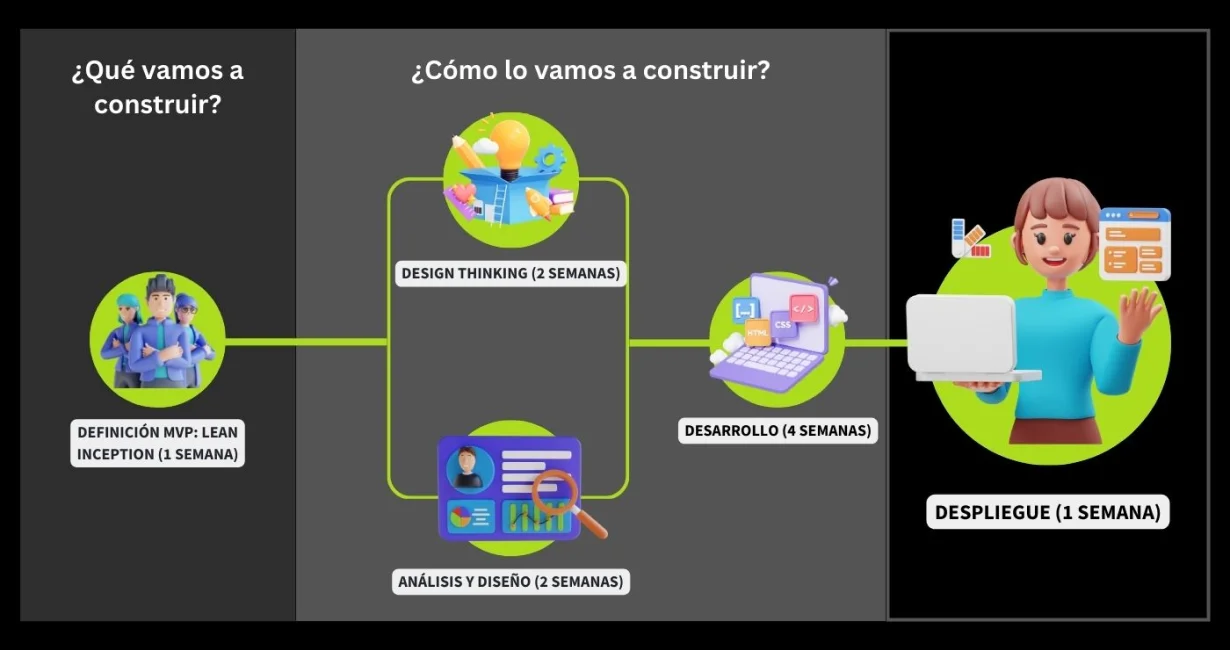 ¿Qué vamos a
construir?
¿Cómo lo vamos a construir?
DESIGN THINKING (2 SEMANAS)
[...]
</>
HTML
CSS
DEFINICIÓN MVP: LEAN
INCEPTION (1 SEMANA)
DESARROLLO (4 SEMANAS)
DESPLIEGUE (1 SEMANA)
ANÁLISIS Y DISEÑO (2 SEMANAS)